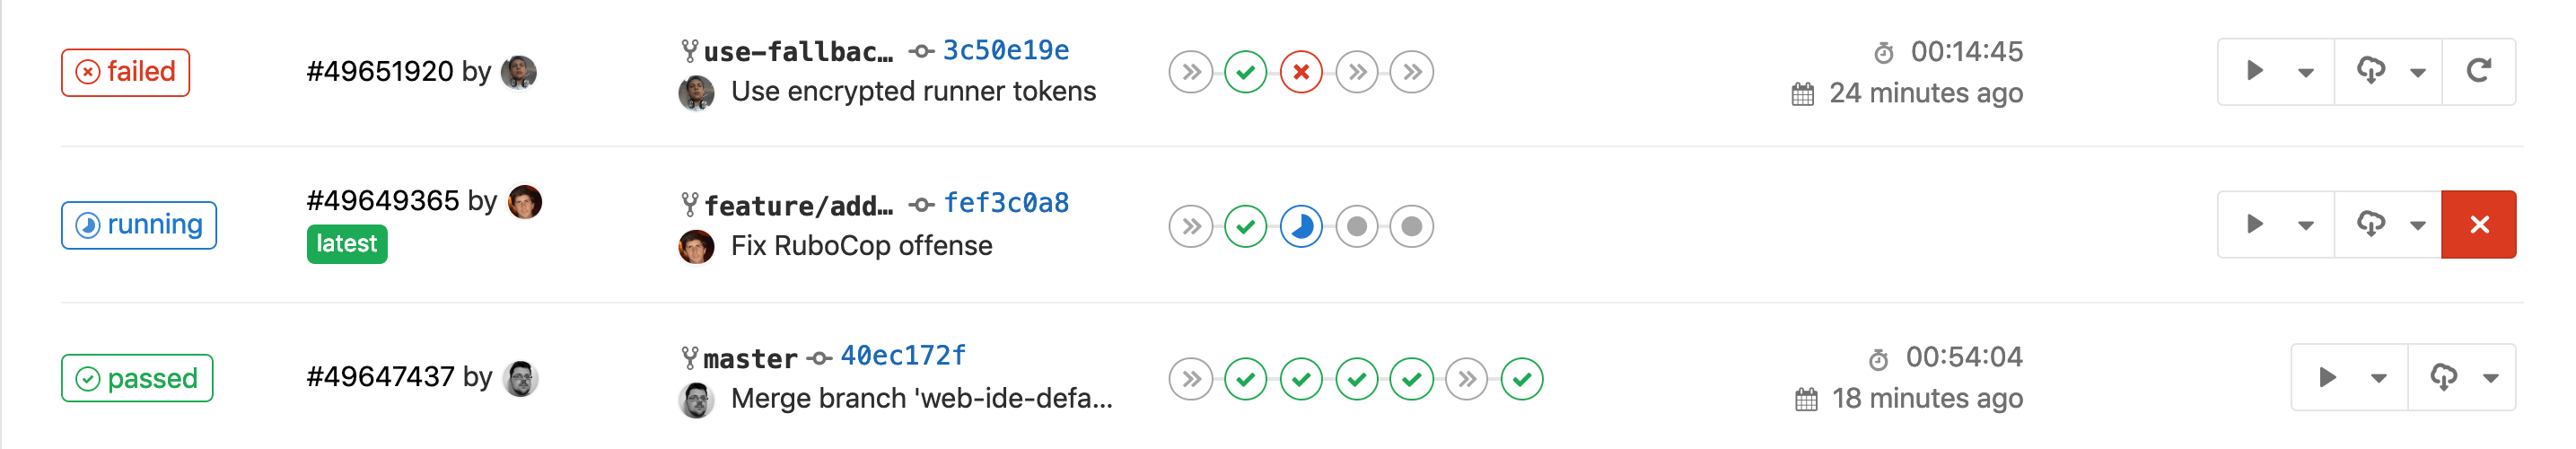 failed #49651920 by use-fallbac... 3c50e19e 00:14:45
Use encrypted runner tokens 24 minutes ago
running #49649365 by feature/add... fef3c0a8
latest Fix RuboCop offense
passed #49647437 by master 40ec172f 00:54:04
Merge branch 'web-ide-defa... 18 minutes ago